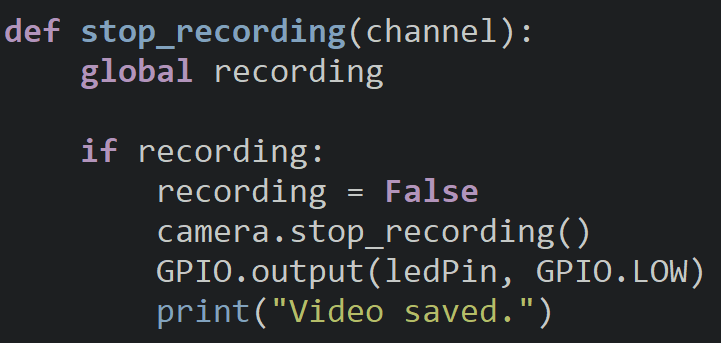 def stop_recording(channel):
    global recording

    if recording:
        recording = False
        camera.stop_recording()
        GPIO.output(ledPin, GPIO.LOW)
        print("Video saved.")